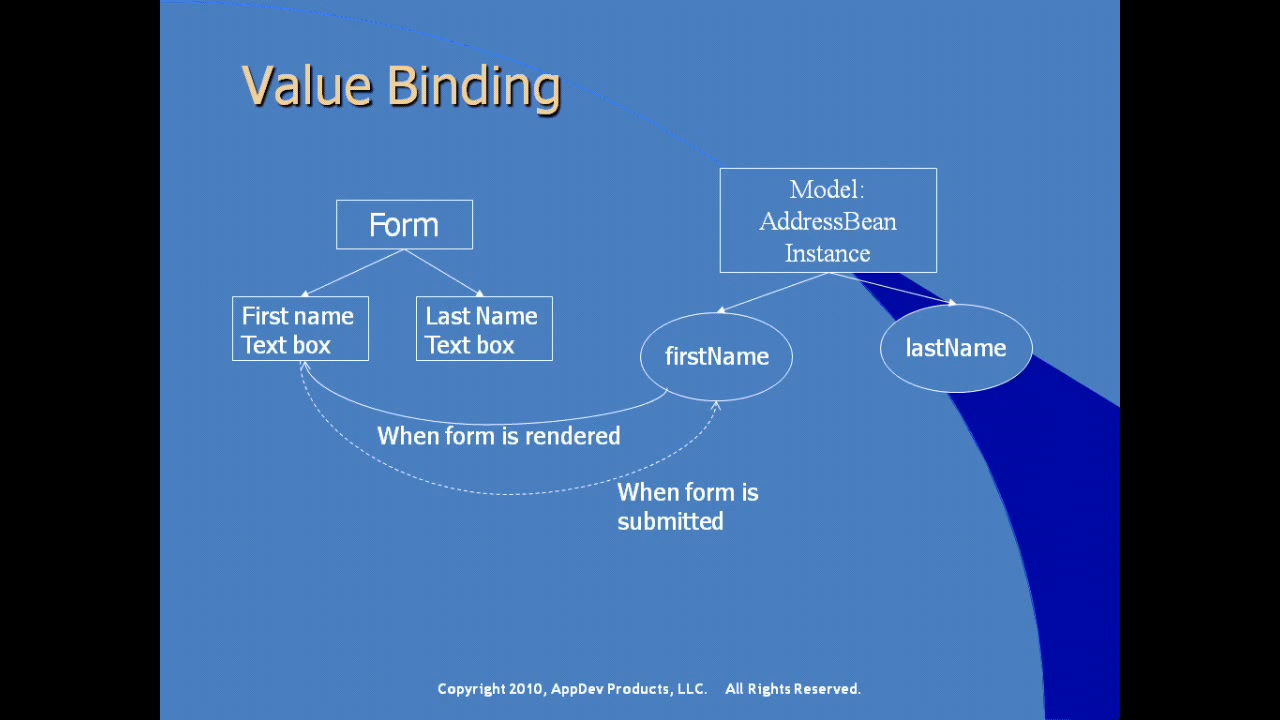 Value Binding
Model:
AddressBean
Instance
Form
First name
Text box
Last Name
Text box
firstName
lastName
When form is rendered
When form is
submitted
Copyright 2010, AppDev Products, LLC. All Rights Reserved.